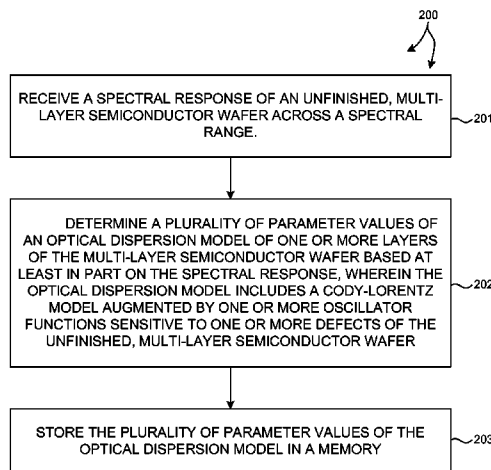 200
RECEIVE A SPECTRAL RESPONSE OF AN UNFINISHED, MULTI-
LAYER SEMICONDUCTOR WAFER ACROSS A SPECTRAL
RANGE.
201
DETERMINE A PLURALITY OF PARAMETER VALUES OF
AN OPTICAL DISPERSION MODEL OF ONE OR MORE LAYERS
OF THE MULTI-LAYER SEMICONDUCTOR WAFER BASED AT
LEAST IN PART ON THE SPECTRAL RESPONSE, WHEREIN THE
OPTICAL DISPERSION MODEL INCLUDES A CODY-LORENTZ
MODEL AUGMENTED BY ONE OR MORE OSCILLATOR
FUNCTIONS SENSITIVE TO ONE OR MORE DEFECTS OF THE
UNFINISHED, MULTI-LAYER SEMICONDUCTOR WAFER
202
STORE THE PLURALITY OF PARAMETER VALUES OF THE
OPTICAL DISPERSION MODEL IN A MEMORY
203